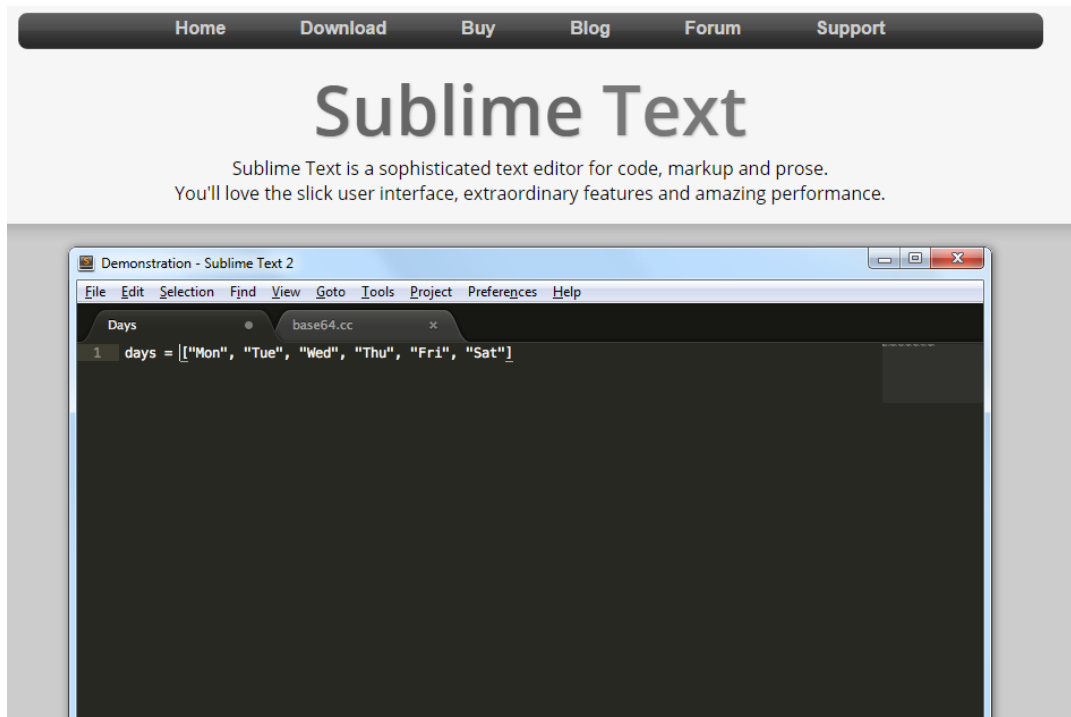 Home Download Buy Blog Forum Support
Sublime Text
Sublime Text is a sophisticated text editor for code, markup and prose.
You'll love the slick user interface, extraordinary features and amazing performance.
Demonstration - Sublime Text 2
File Edit Selection Find View Goto Tools Project Preferences Help
Days base64.cc
1 days = ["Mon", "Tue", "Wed", "Thu", "Fri", "Sat"]